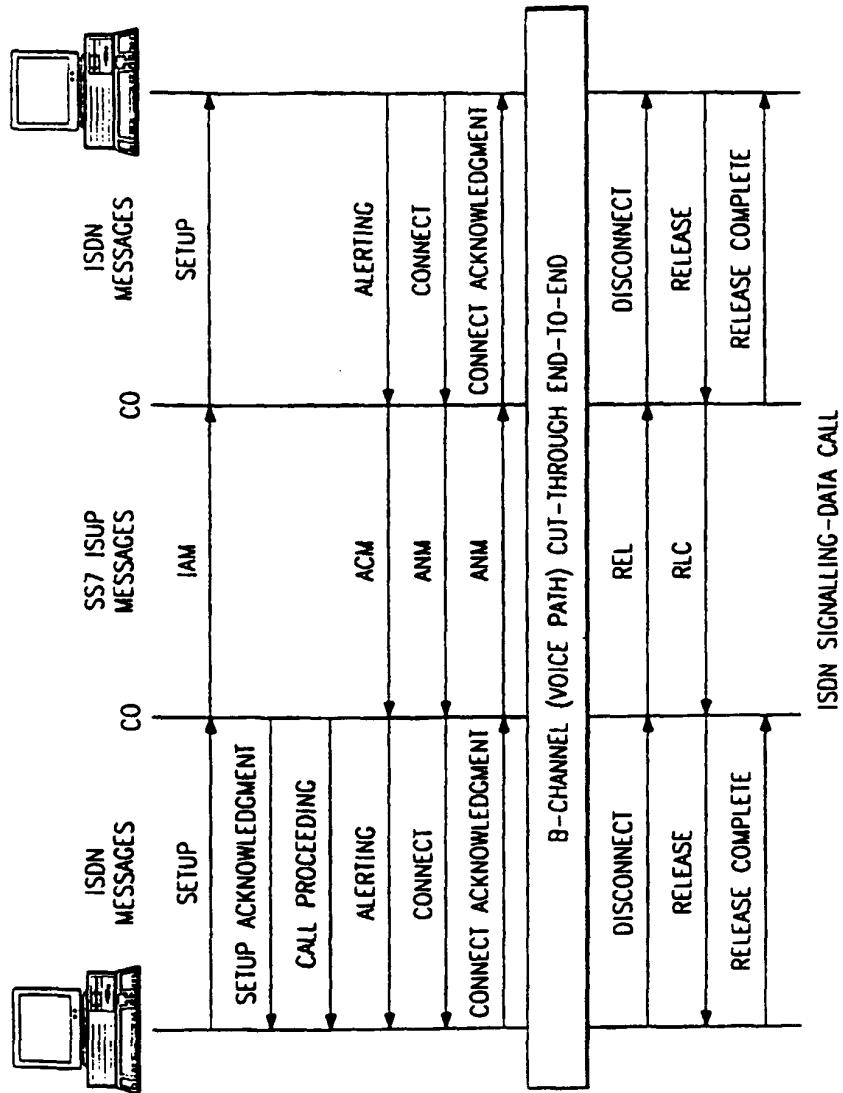 ISDN
MESSAGES
CO
SS7 ISUP
MESSAGES
CO
ISDN
MESSAGES
SETUP
IAM
SETUP
SETUP ACKNOWLEDGMENT
CALL PROCEEDING
ALERTING
ACM
ALERTING
CONNECT
ANM
CONNECT
CONNECT ACKNOWLEDGMENT
ANM
CONNECT ACKNOWLEDGMENT
B-CHANNEL (VOICE PATH) CUT-THROUGH END-TO-END
DISCONNECT
REL
DISCONNECT
RELEASE
RLC
RELEASE
RELEASE COMPLETE
RELEASE COMPLETE
ISDN SIGNALLING-DATA CALL